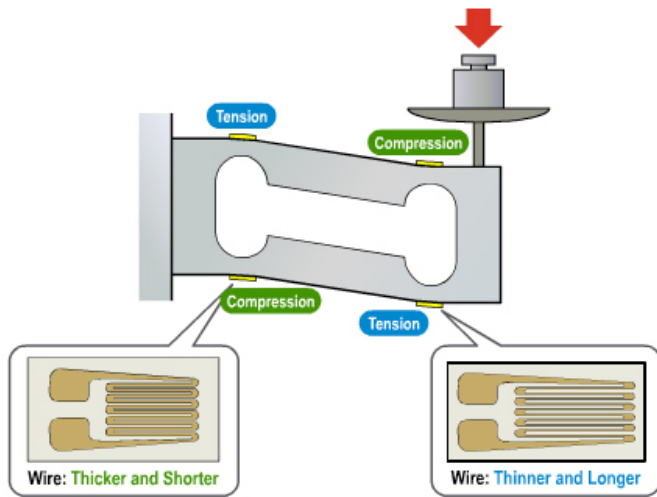 Tension
Compression
Compression
Tension
Wire: Thicker and Shorter
Wire: Thinner and Longer